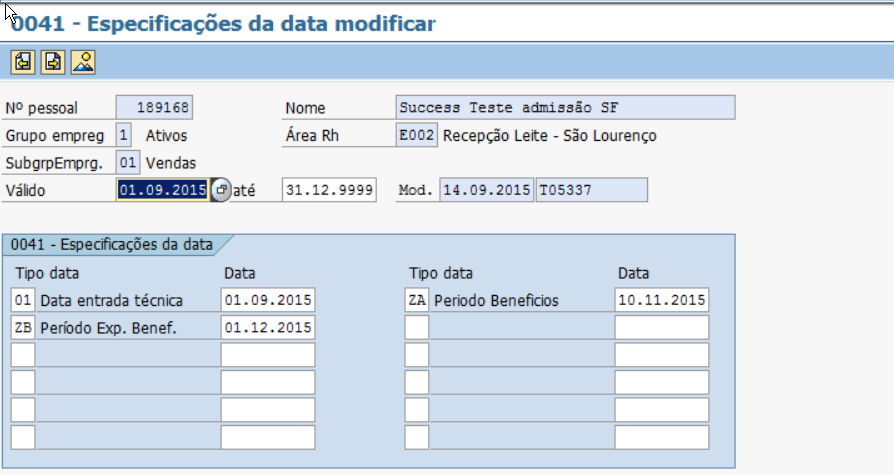 0041 - Especificações da data modificar
Nº pessoal 189168 Nome Success Teste admissão SF
Grupo empreg 1 Ativos Área Rh E002 Recepção Leite - São Lourenço
SubgrpEmprg. 01 Vendas
Válido 01.09.2015 até 31.12.9999 Mod. 14.09.2015 T05337
0041 - Especificações da data
Tipo data Data Tipo data Data
01 Data entrada técnica 01.09.2015 ZA Periodo Beneficios 10.11.2015
ZB Período Exp. Benef. 01.12.2015